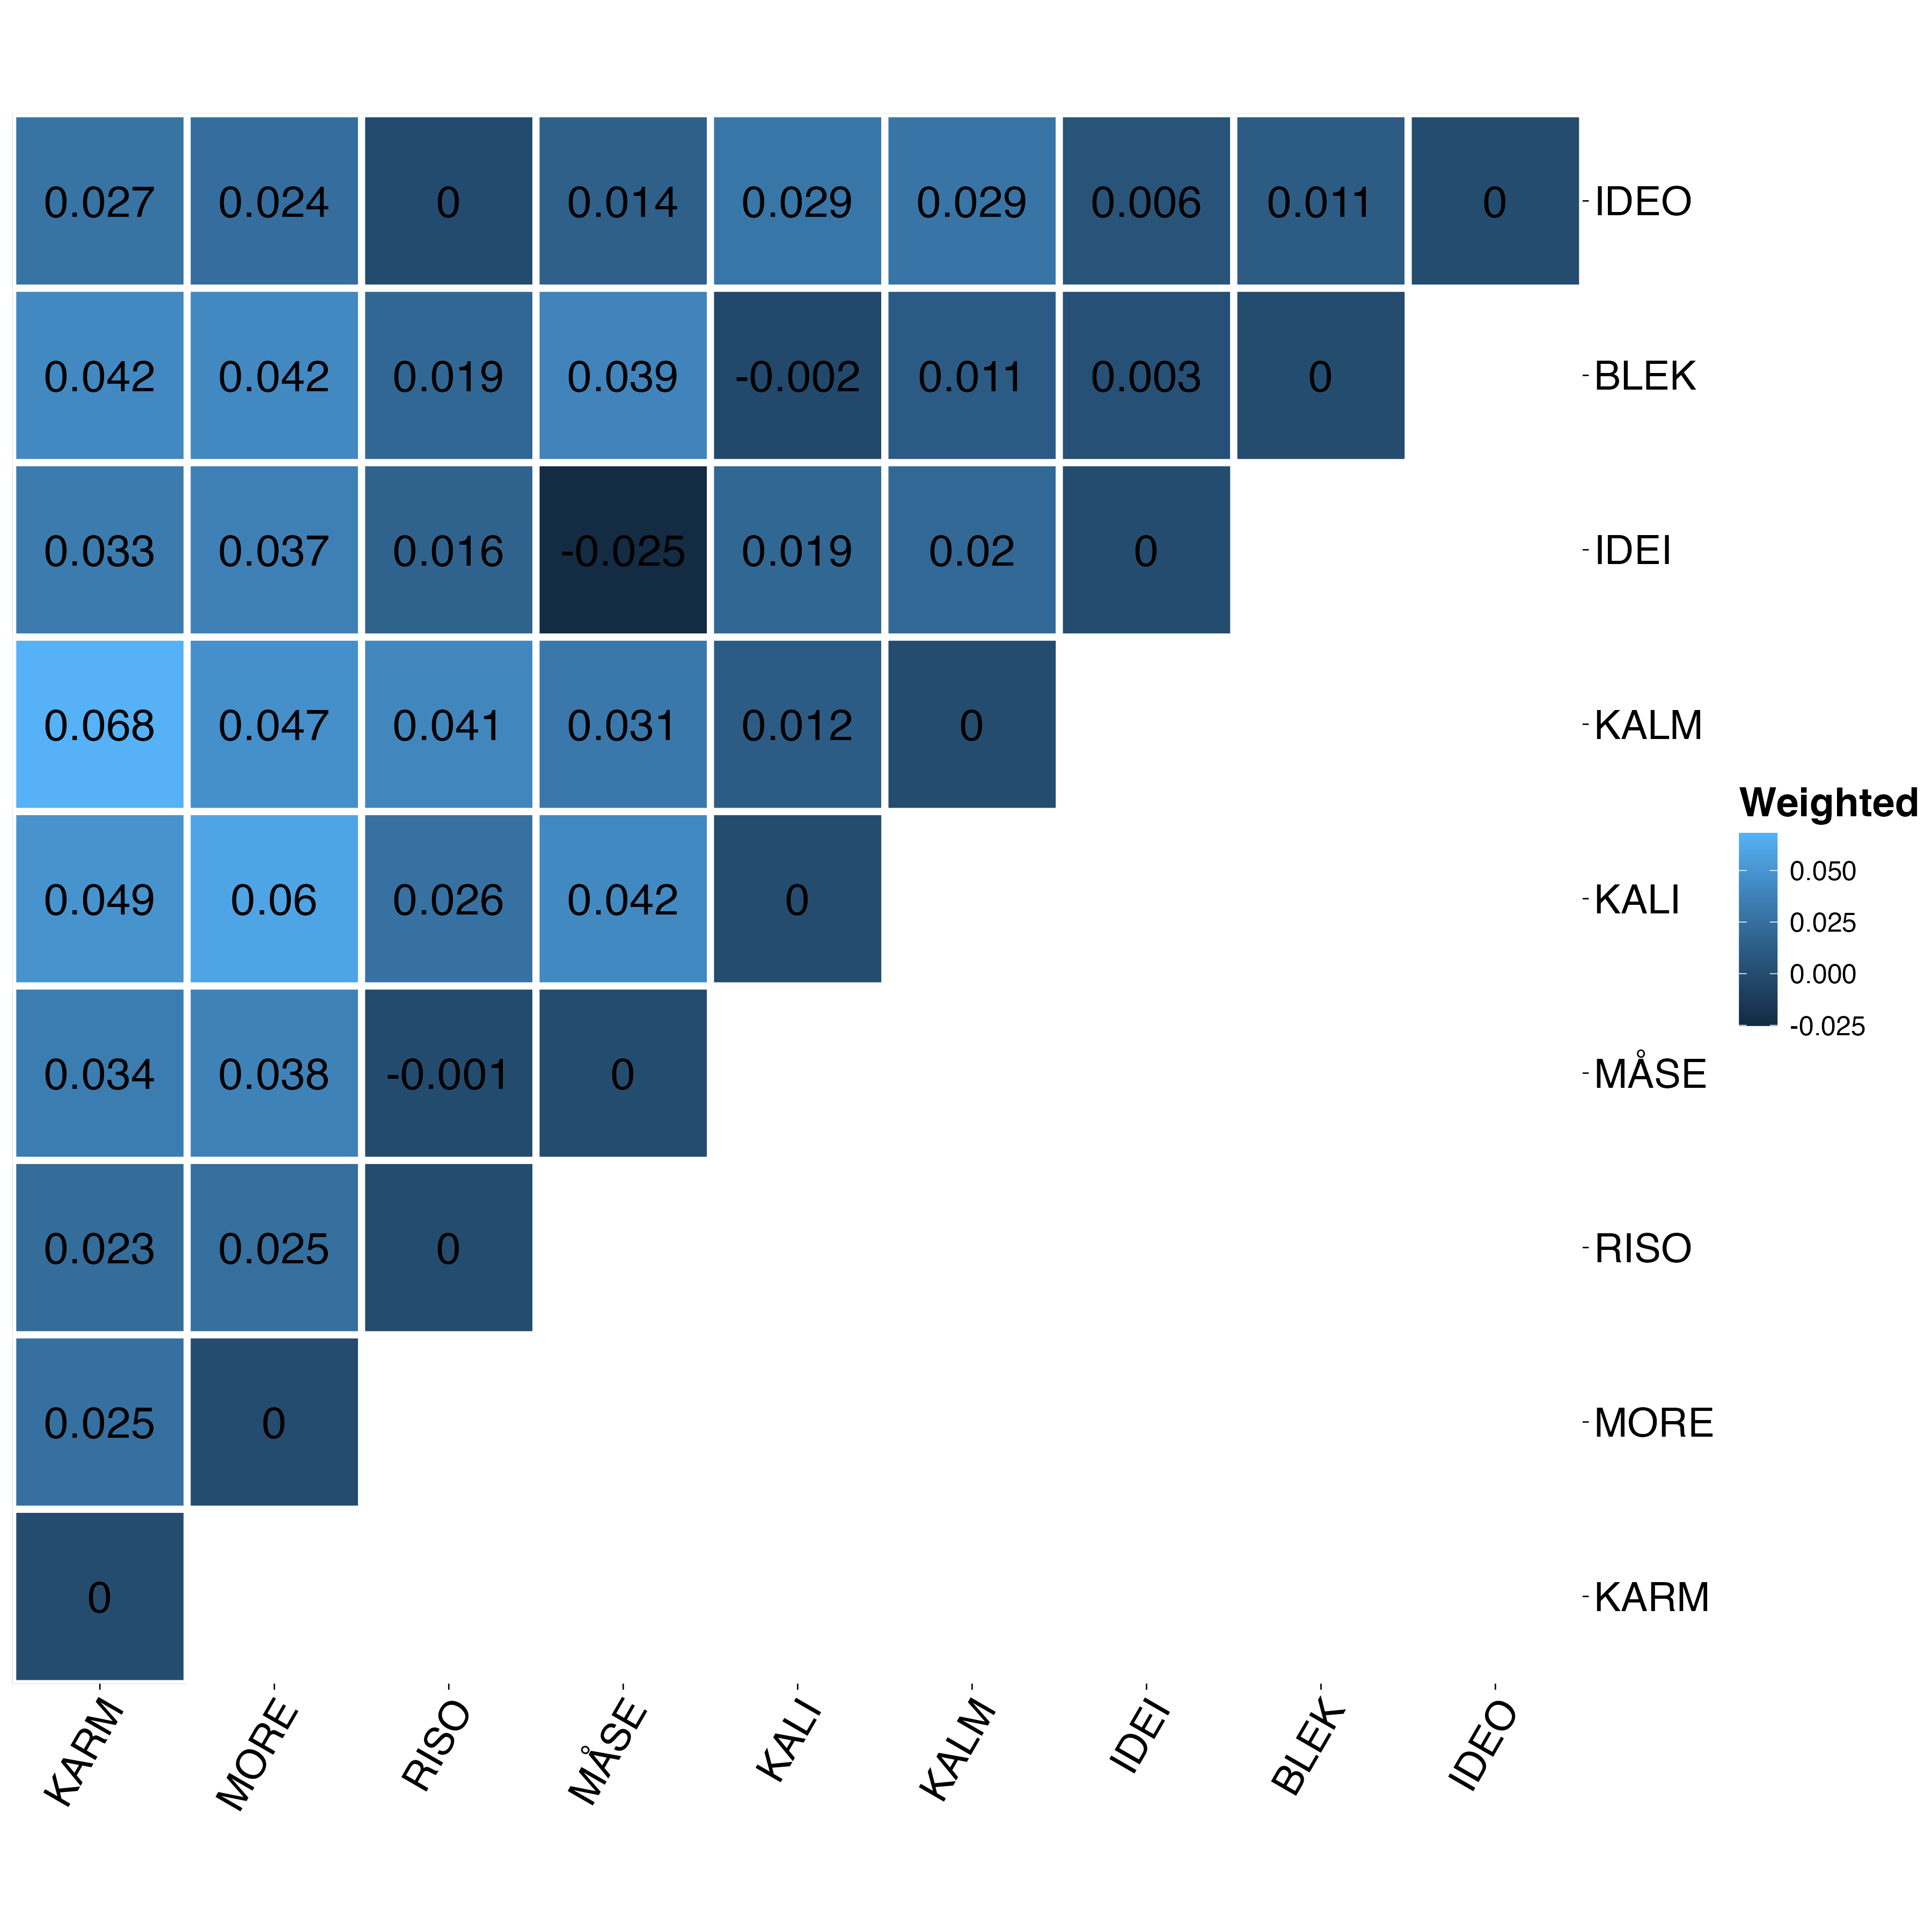 0.027 0.024 0 0.014 0.029 0.029 0.006 0.011 0 IDEO
0.042 0.042 0.019 0.039 -0.002 0.011 0.003 0 BLEK
0.033 0.037 0.016 -0.025 0.019 0.02 0 IDEI
0.068 0.047 0.041 0.031 0.012 0 KALM
Weighted
0.050
0.025
0.000
-0.025
0.049 0.06 0.026 0.042 0 KALI
0.034 0.038 -0.001 0 MÅSE
0.023 0.025 0 RISO
0.025 0 MORE
0 KARM
KARM MORE RISO MÅSE KALI KALM IDEI BLEK IDEO